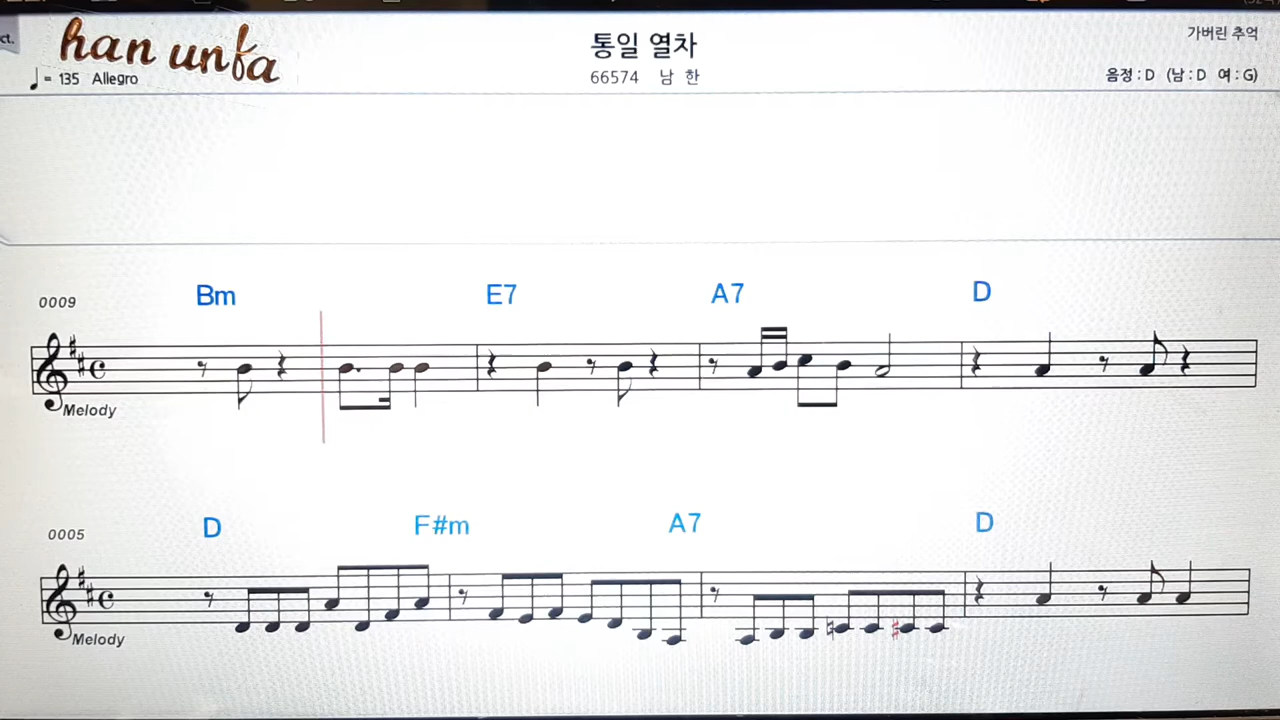 ct.
han unfa
통일 열차
가버린 추억
♩ = 135 Allegro
66574 남 한
음정 : D (남 : D 여 : G)
0009
Bm E7 A7 D
Melody
0005
D F#m A7 D
Melody